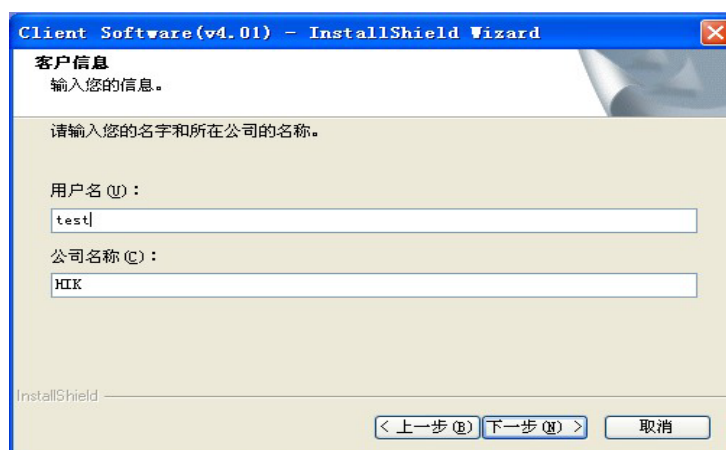 Client Software(v4.01) - InstallShield Wizard
客户信息
输入您的信息。
请输入您的名字和所在公司的名称。
用户名(U):
test
公司名称(C):
HIK
InstallShield
< 上一步(B) 下一步(N) > 取消